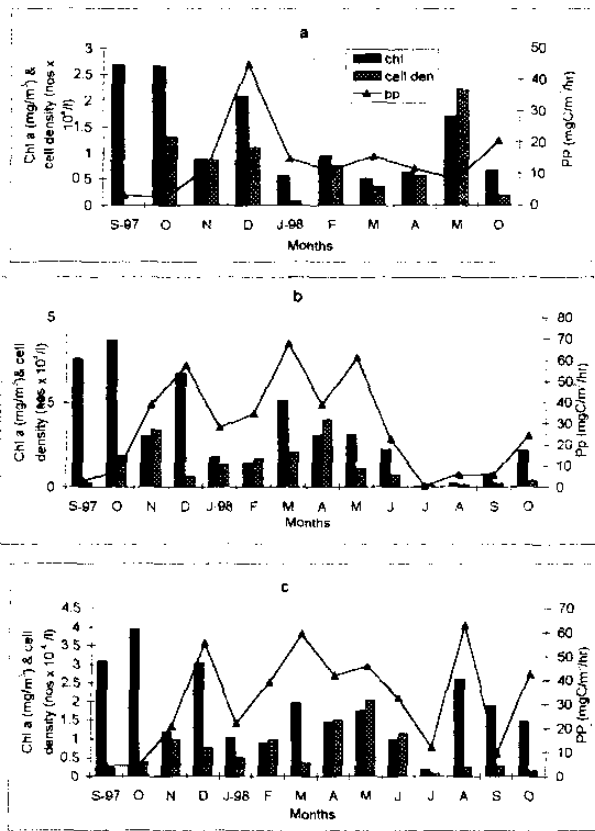 a
chl
cell den
pp
Chl a (mg/m³) &
cell density (nos x
10⁴/l)
3
2.5
2
1.5
1
0.5
0
50
40
30
20
10
0
PP (mgC/m³/hr)
S-97 O N D J-98 F M A M O
Months
b
Chl a (mg/m³)& cell
density (nos x 10⁴/l)
5
5
0
80
70
60
50
40
30
20
10
0
Pp (mgC/m³/hr)
S-97 O N D J-98 F M A M J J A S O
Months
c
Chl a (mg/m³) & cell
density (nos x 10⁴/l)
4.5
4
3.5
3
2.5
2
1.5
1
0.5
0
70
60
50
40
30
20
10
0
PP (mgC/m³/hr)
S-97 O N D J-98 F M A M J J A S O
Months